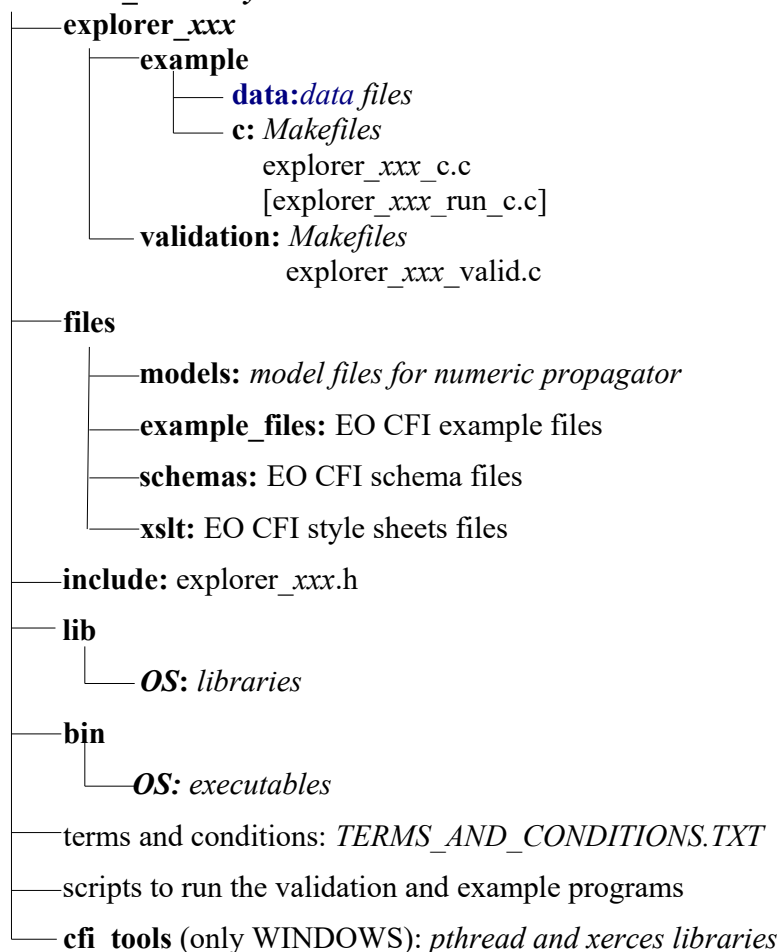 explorer_xxx
example
data:data files
c: Makefiles
explorer_xxx_c.c
[explorer_xxx_run_c.c]
validation: Makefiles
explorer_xxx_valid.c
files
models: model files for numeric propagator
example_files: EO CFI example files
schemas: EO CFI schema files
xslt: EO CFI style sheets files
include: explorer_xxx.h
lib
OS: libraries
bin
OS: executables
terms and conditions: TERMS_AND_CONDITIONS.TXT
scripts to run the validation and example programs
cfi_tools (only WINDOWS): pthread and xerces libraries